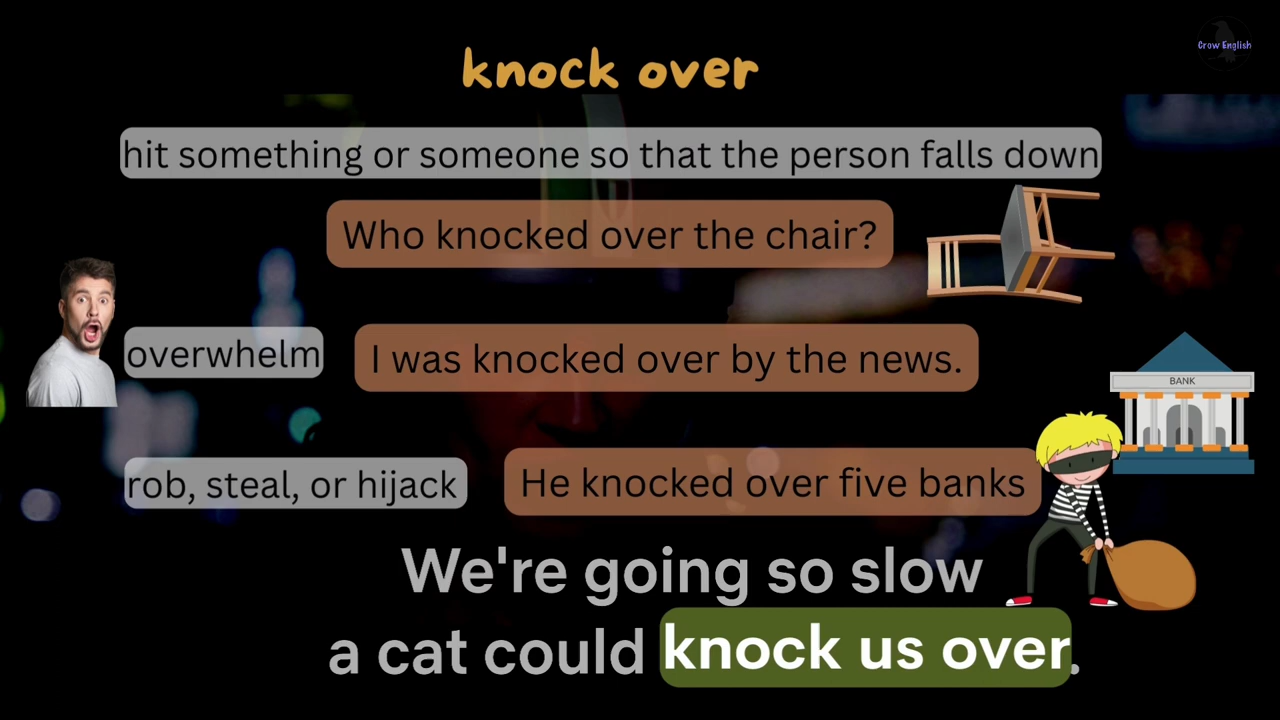 Crow English
knock over
hit something or someone so that the person falls down
Who knocked over the chair?
overwhelm
I was knocked over by the news.
BANK
rob, steal, or hijack
He knocked over five banks
We're going so slow
a cat could knock us over.